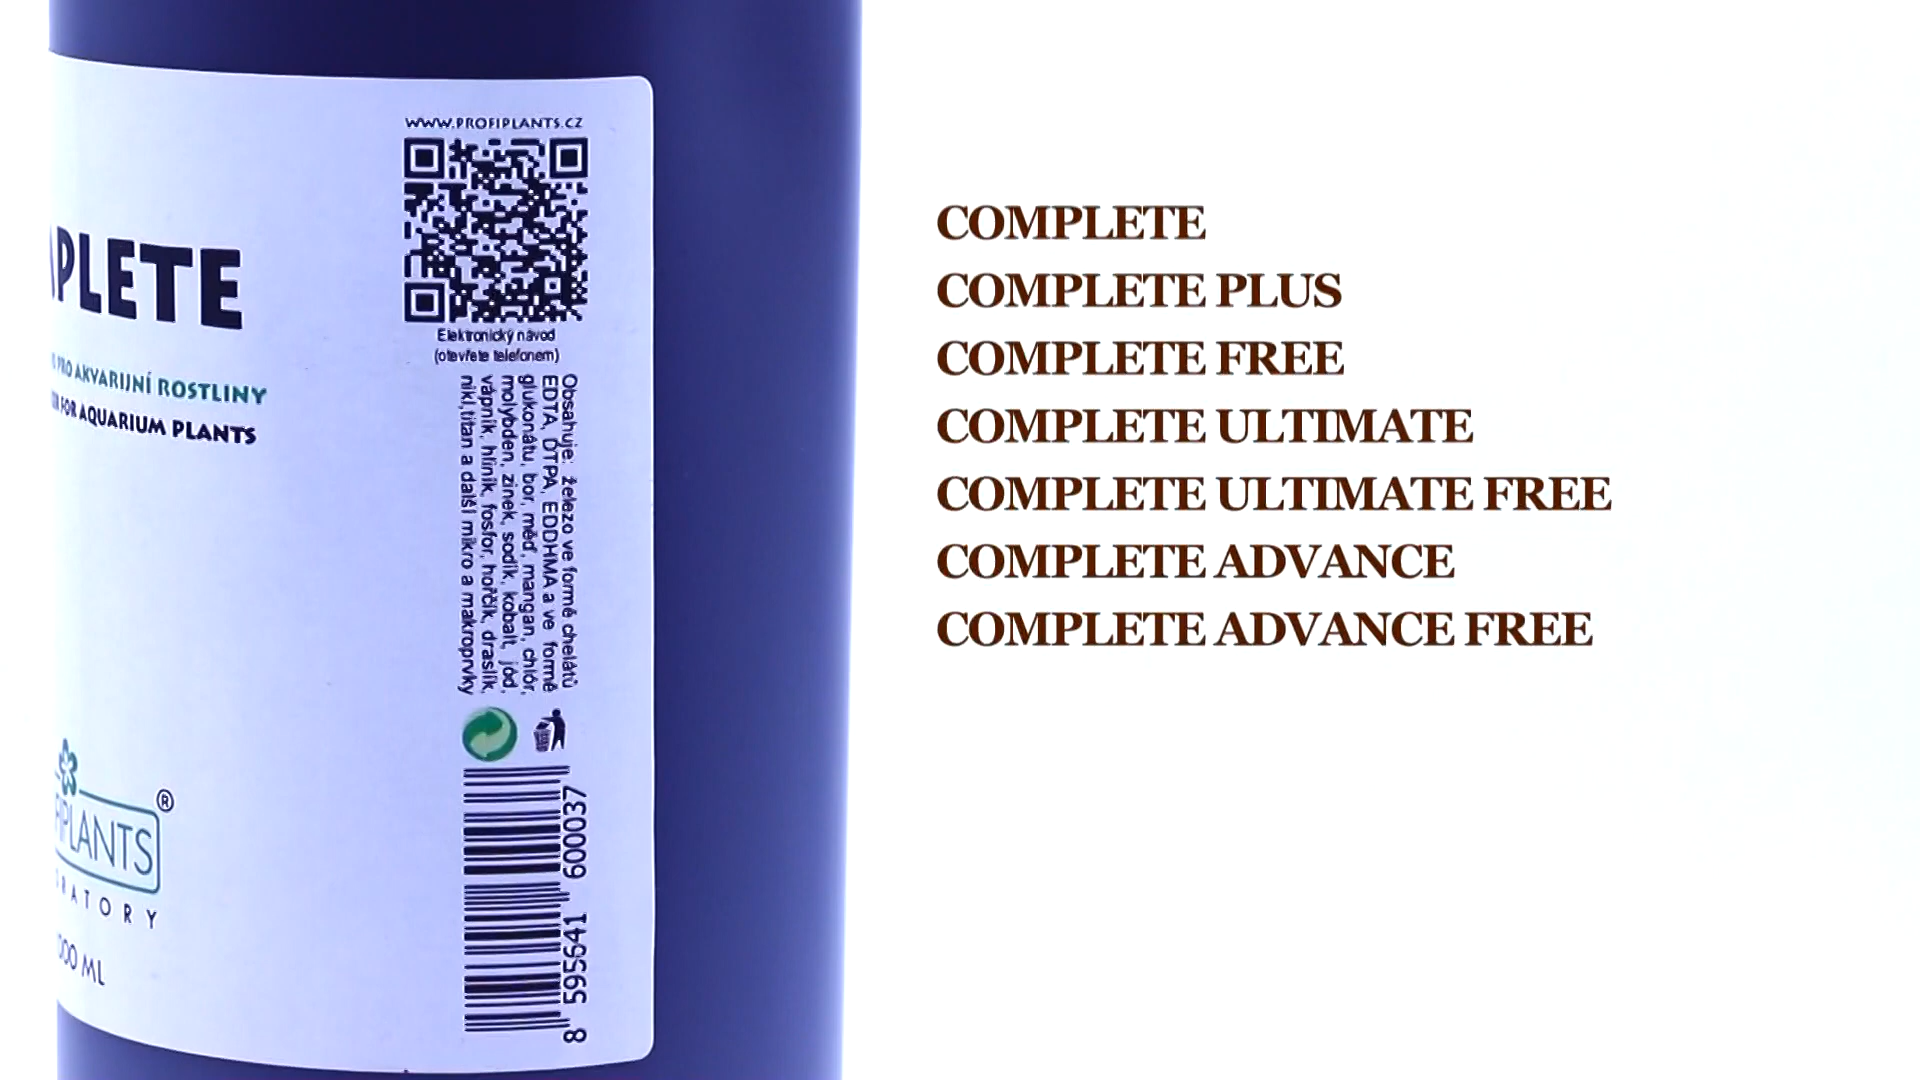 WWW.PROFIPLANTS.CZ
PLETE
PRO AKVARIJNÍ ROSTLINY
FOR AQUARIUM PLANTS
Elektronický návod
(otevřete telefonem)
Obsahuje: železo ve formě chelátů
EDTA, DTPA, EDDHMA a ve formě
glukonátu, bor, měď, mangan, chlór,
molybden, zinek, sodík, kobalt, jód,
vápník, hliník, fosfor, hořčík, draslík,
nikl,titan a další mikro a makroprvky
PLANTS®
RATORY
000 ML
8 595641 600037
COMPLETE
COMPLETE PLUS
COMPLETE FREE
COMPLETE ULTIMATE
COMPLETE ULTIMATE FREE
COMPLETE ADVANCE
COMPLETE ADVANCE FREE